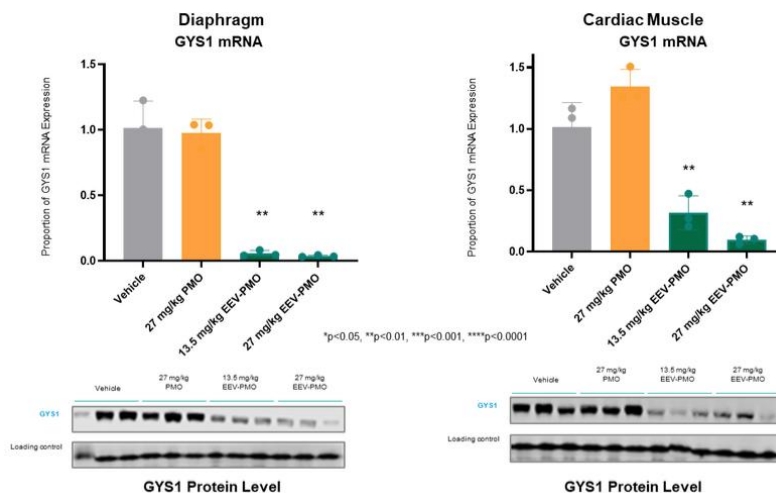 Diaphragm
GYS1 mRNA
Proportion of GYS1 mRNA Expression
1.5
1.0
0.5
0.0
**
**
Vehicle
27 mg/kg PMO
13.5 mg/kg EEV-PMO
27 mg/kg EEV-PMO
Cardiac Muscle
GYS1 mRNA
Proportion of GYS1 mRNA Expression
1.5
1.0
0.5
0.0
**
**
Vehicle
27 mg/kg PMO
13.5 mg/kg EEV-PMO
27 mg/kg EEV-PMO
*p<0.05, **p<0.01, ***p<0.001, ****p<0.0001
Vehicle
27 mg/kg
PMO
13.5 mg/kg
EEV-PMO
27 mg/kg
EEV-PMO
GYS1
Loading control
GYS1 Protein Level
Vehicle
27 mg/kg
PMO
13.5 mg/kg
EEV-PMO
27 mg/kg
EEV-PMO
GYS1
Loading control
GYS1 Protein Level